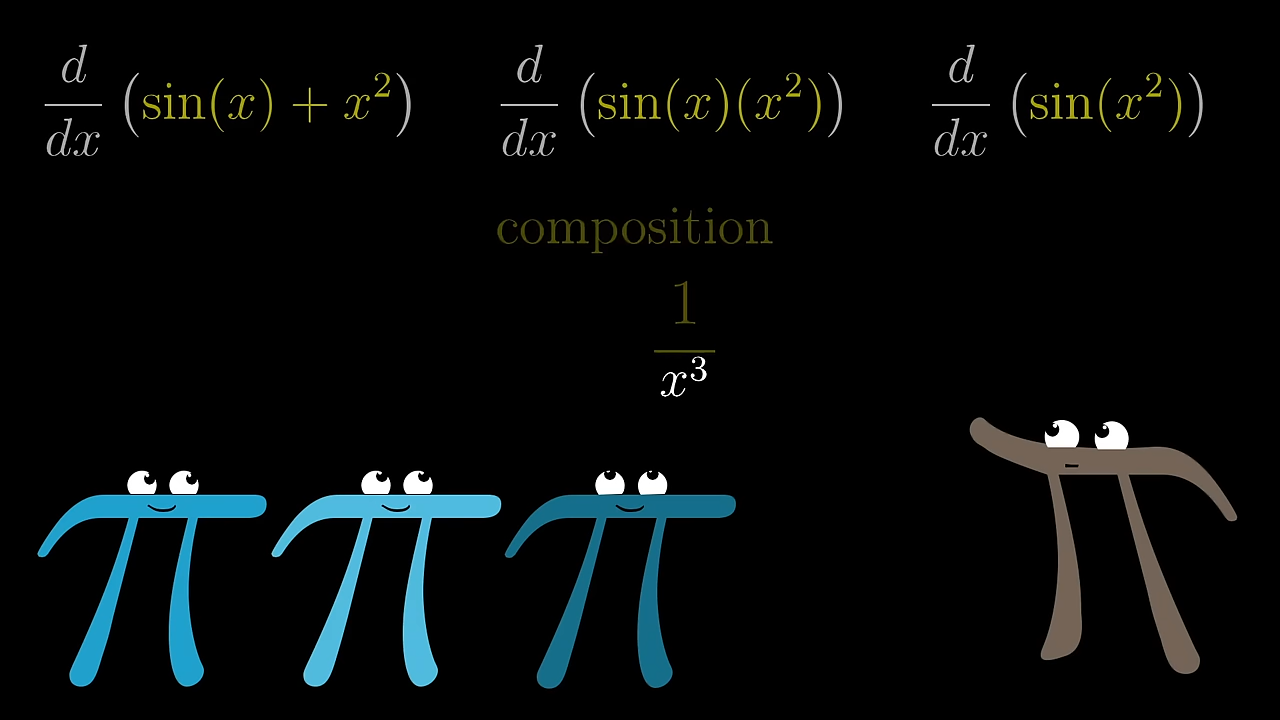 d/dx (sin(x) + x²) d/dx (sin(x)(x²)) d/dx (sin(x²))
composition
1/x³